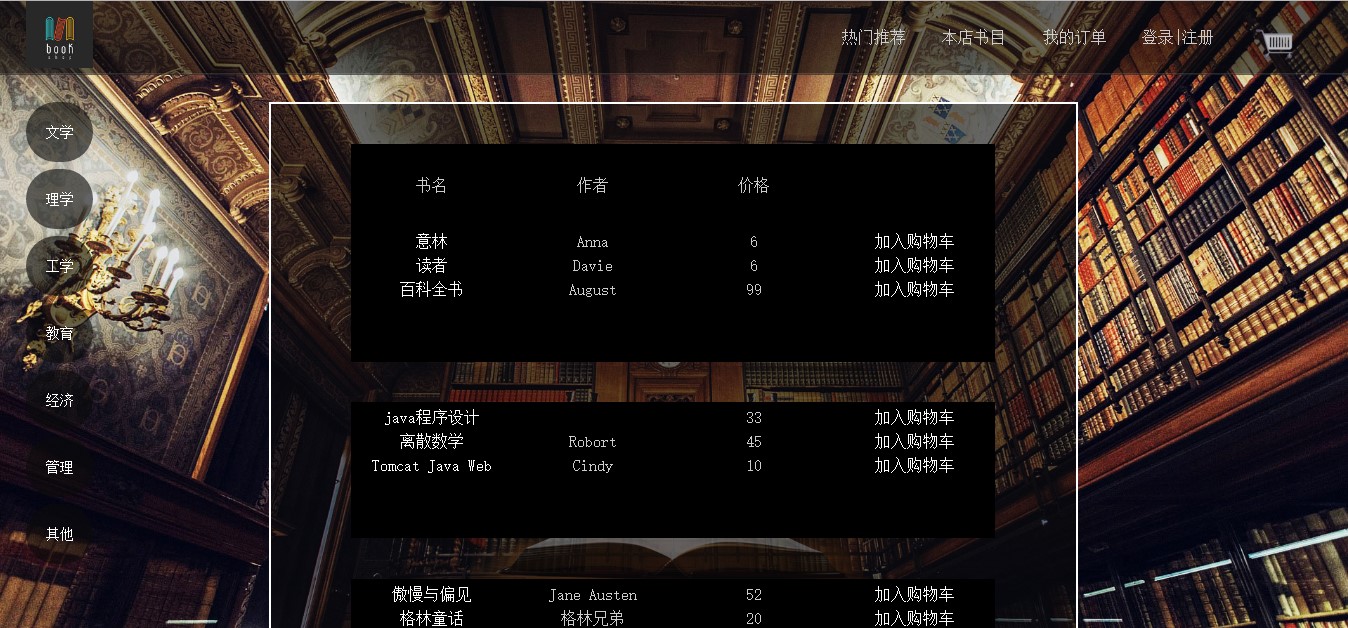 book
热门推荐 本店书目 我的订单 登录|注册
文学
理学
工学
教育
经济
管理
其他
书名 作者 价格
意林 Anna 6 加入购物车
读者 Davie 6 加入购物车
百科全书 August 99 加入购物车
java程序设计 33 加入购物车
离散数学 Robort 45 加入购物车
Tomcat Java Web Cindy 10 加入购物车
傲慢与偏见 Jane Austen 52 加入购物车
格林童话 格林兄弟 20 加入购物车